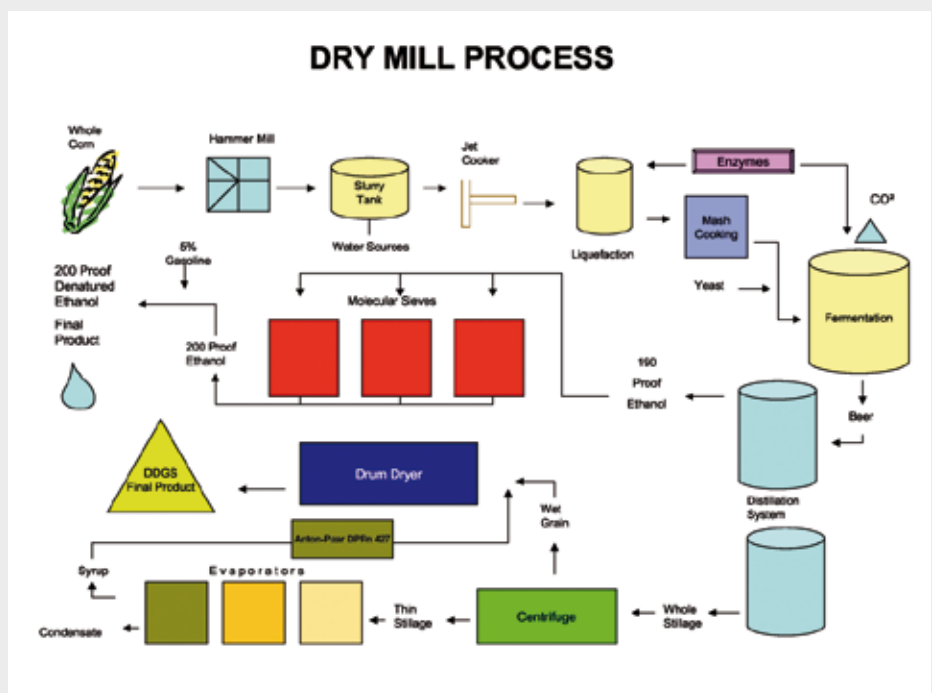 DRY MILL PROCESS
Whole
Corn
Hammer Mill
Slurry
Tank
Water Sources
Jet
Cooker
Liquefaction
Enzymes
Mash
Cooking
CO²
Yeast
Fermentation
5%
Gasoline
200 Proof
Denatured
Ethanol
Final
Product
200 Proof
Ethanol
Molecular Sieves
190
Proof
Ethanol
Beer
Distillation
System
DDGS
Final Product
Drum Dryer
Wet
Grain
Anton-Paar DPRn 427
Syrup
Evaporators
Condensate
Thin
Stillage
Centrifuge
Whole
Stillage